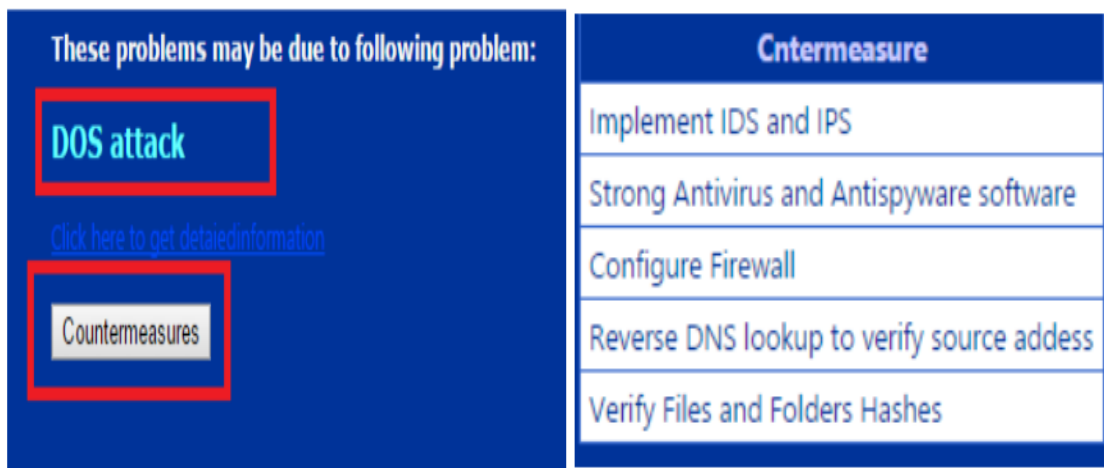 These problems may be due to following problem:
DOS attack
Click here to get detaiedinformation
Countermeasures
Cntermeasure
Implement IDS and IPS
Strong Antivirus and Antispyware software
Configure Firewall
Reverse DNS lookup to verify source addess
Verify Files and Folders Hashes